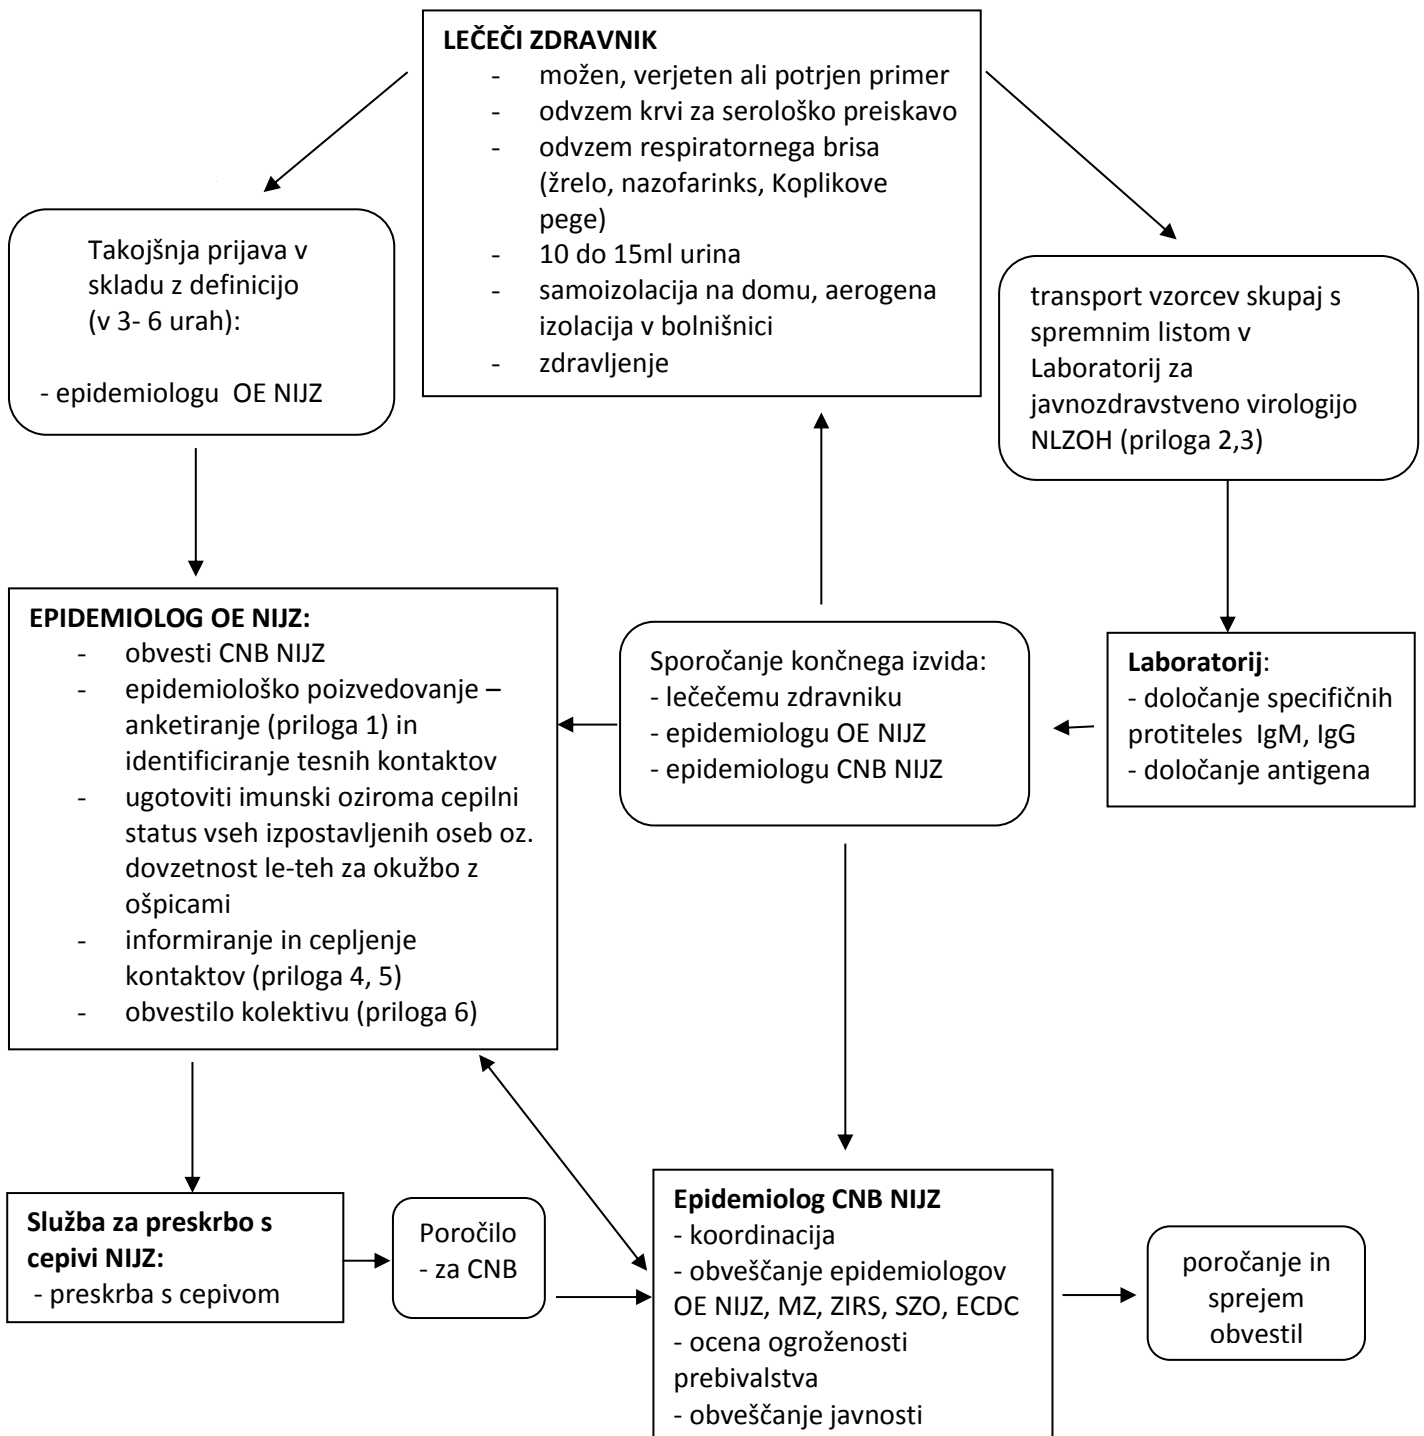 LEČEČI ZDRAVNIK
- možen, verjeten ali potrjen primer
- odvzem krvi za serološko preiskavo
- odvzem respiratornega brisa
(žrelo, nazofarinks, Koplikove
pege)
- 10 do 15ml urina
- samoizolacija na domu, aerogena
izolacija v bolnišnici
- zdravljenje
Takojšnja prijava v
skladu z definicijo
(v 3- 6 urah):
- epidemiologu OE NIJZ
transport vzorcev skupaj s
spremnim listom v
Laboratorij za
javnozdravstveno virologijo
NLZOH (priloga 2,3)
EPIDEMIOLOG OE NIJZ:
- obvesti CNB NIJZ
- epidemiološko poizvedovanje –
anketiranje (priloga 1) in
identificiranje tesnih kontaktov
- ugotoviti imunski oziroma cepilni
status vseh izpostavljenih oseb oz.
dovzetnost le-teh za okužbo z
ošpicami
- informiranje in cepljenje
kontaktov (priloga 4, 5)
- obvestilo kolektivu (priloga 6)
Sporočanje končnega izvida:
- lečečemu zdravniku
- epidemiologu OE NIJZ
- epidemiologu CNB NIJZ
Laboratorij:
- določanje specifičnih
protiteles IgM, IgG
- določanje antigena
Služba za preskrbo s
cepivi NIJZ:
- preskrba s cepivom
Poročilo
- za CNB
Epidemiolog CNB NIJZ
- koordinacija
- obveščanje epidemiologov
OE NIJZ, MZ, ZIRS, SZO, ECDC
- ocena ogroženosti
prebivalstva
- obveščanje javnosti
poročanje in
sprejem
obvestil